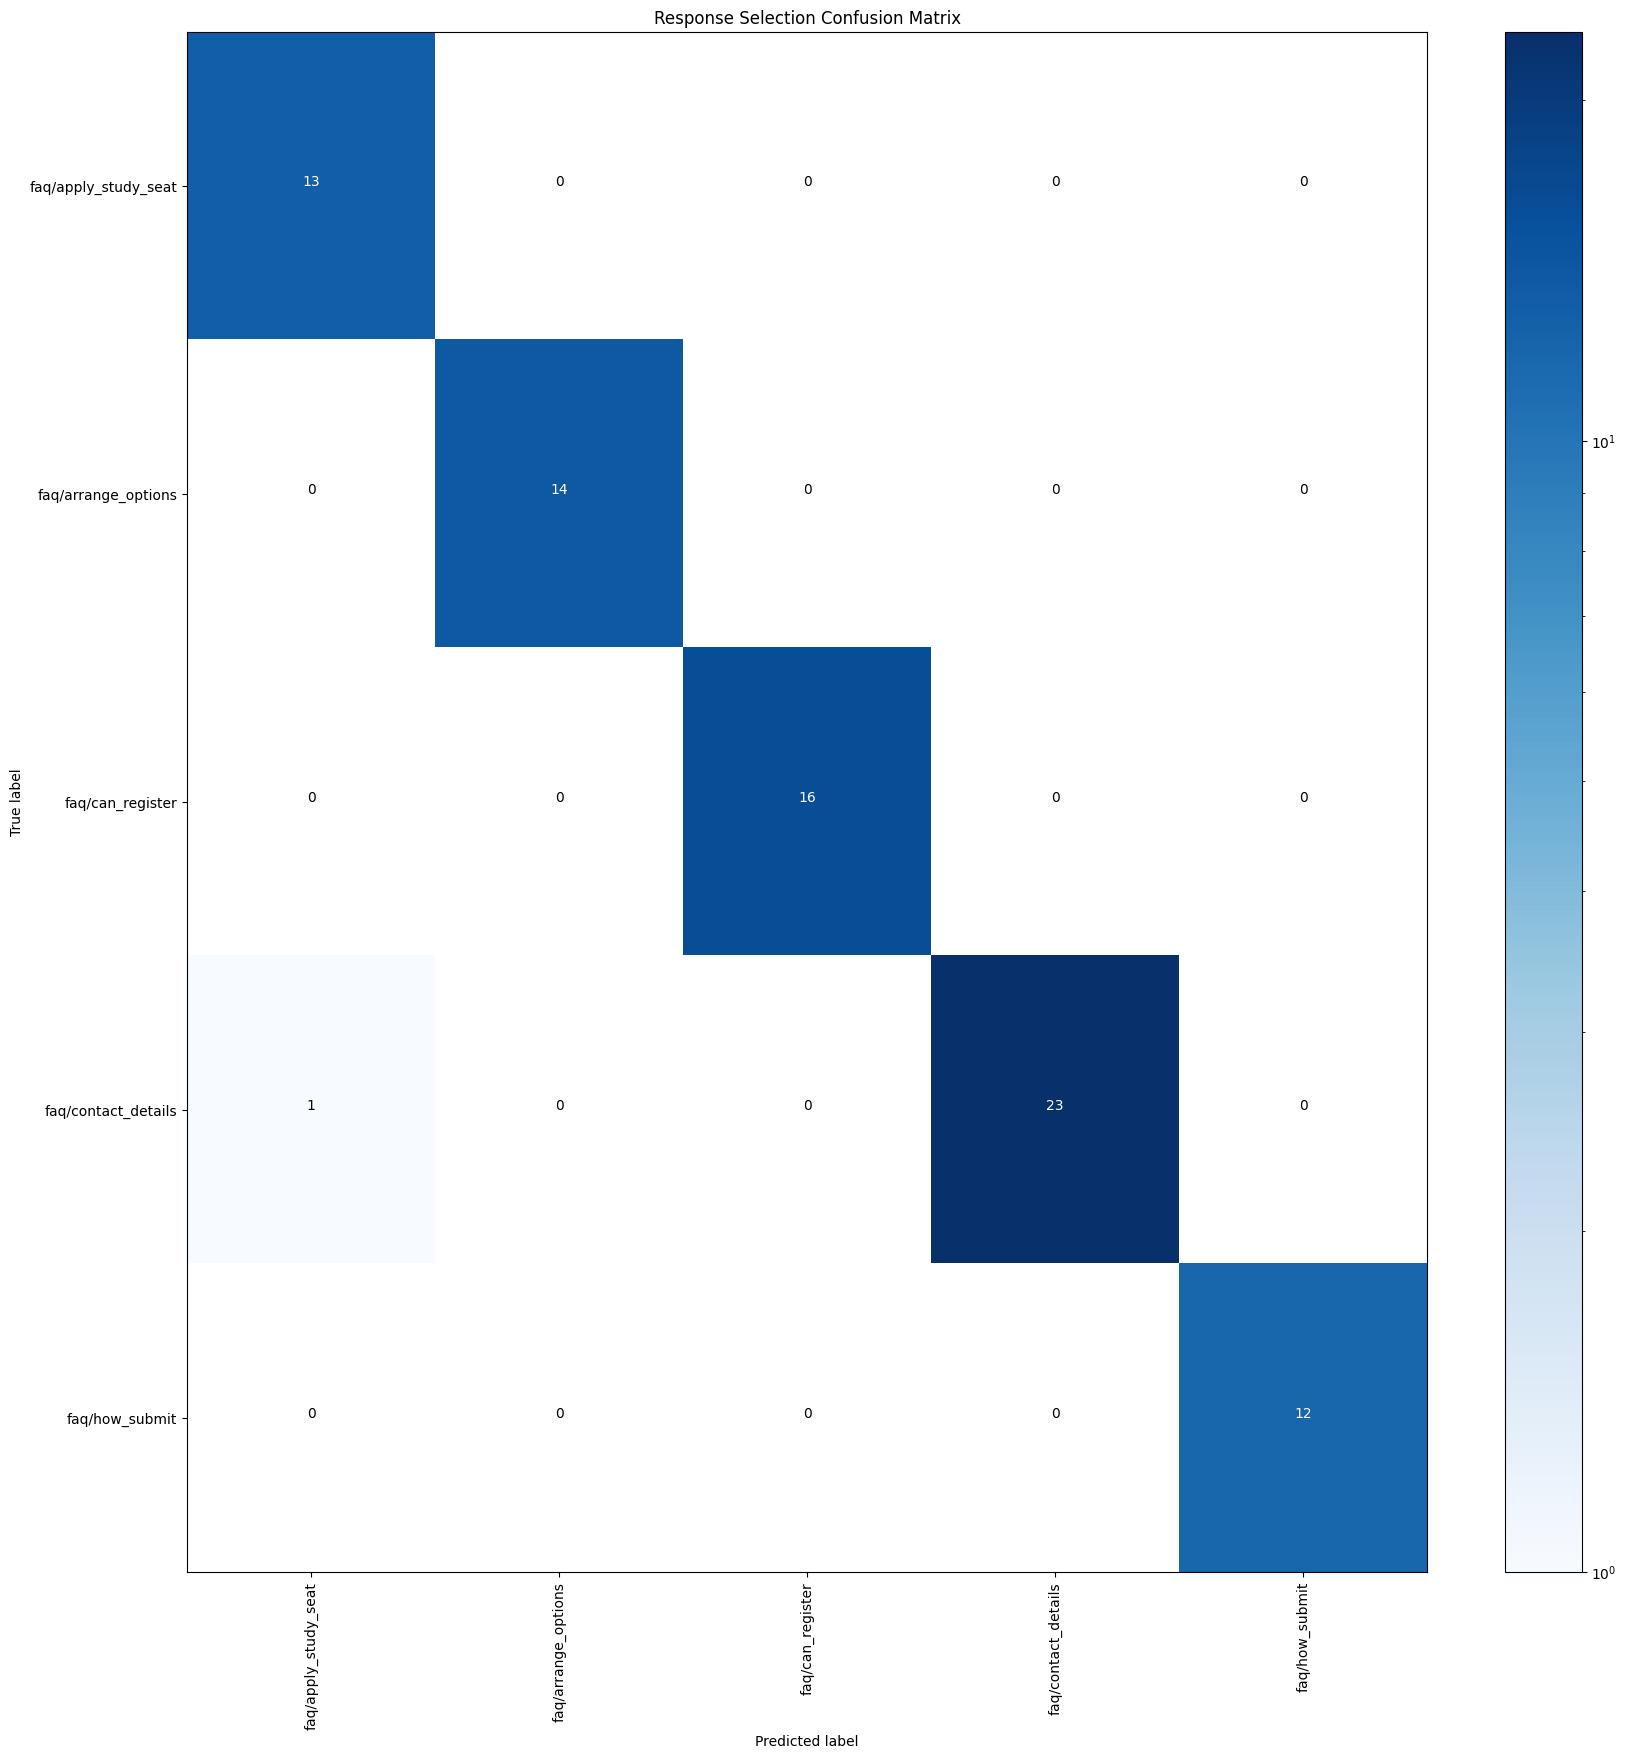 Response Selection Confusion Matrix
True label
faq/apply_study_seat
13 0 0 0 0
faq/arrange_options
0 14 0 0 0
faq/can_register
0 0 16 0 0
faq/contact_details
1 0 0 23 0
faq/how_submit
0 0 0 0 12
faq/apply_study_seat
faq/arrange_options
faq/can_register
faq/contact_details
faq/how_submit
Predicted label
10¹
10⁰